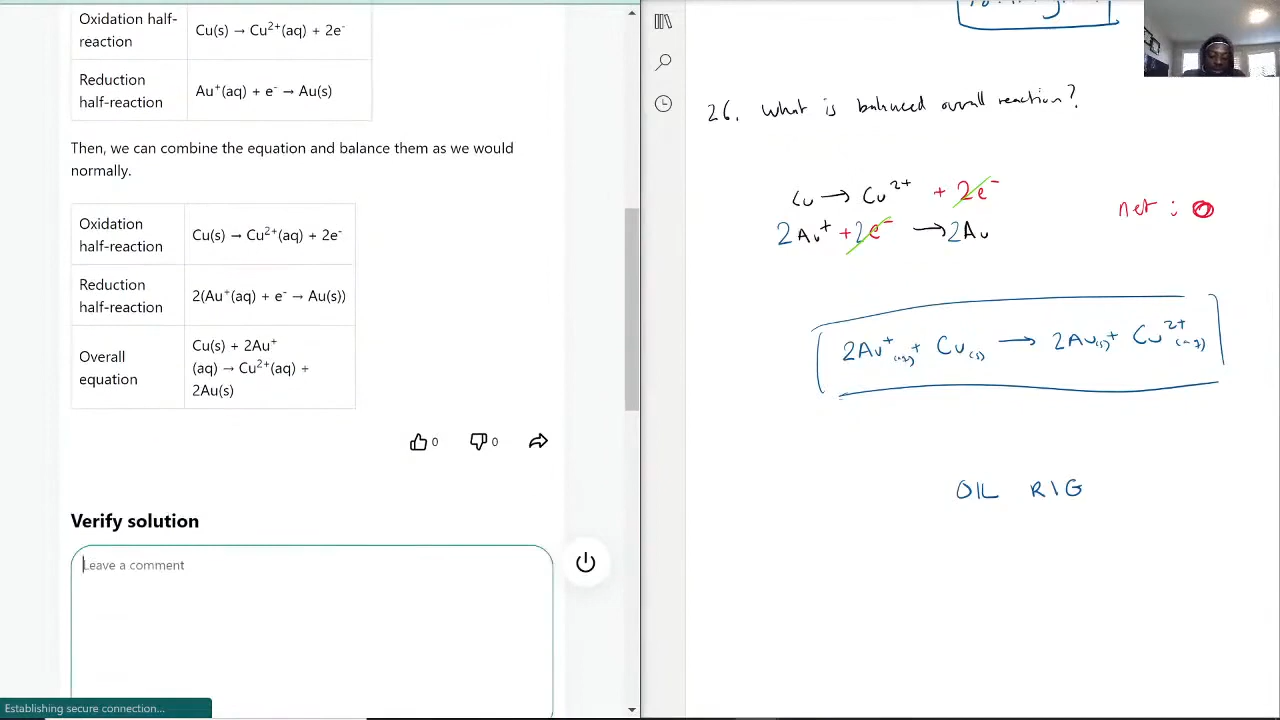 Oxidation half-
reaction
Cu(s) → Cu²⁺(aq) + 2e⁻
Reduction
half-reaction
Au⁺(aq) + e⁻ → Au(s)
Then, we can combine the equation and balance them as we would
normally.
Oxidation
half-reaction
Cu(s) → Cu²⁺(aq) + 2e⁻
Reduction
half-reaction
2(Au⁺(aq) + e⁻ → Au(s))
Overall
equation
Cu(s) + 2Au⁺
(aq) → Cu²⁺(aq) +
2Au(s)
0
0
Verify solution
Leave a comment
Establishing secure connection...
26. What is balanced overall reaction?
Cu → Cu²⁺ + 2e⁻
2Au⁺ + 2e⁻ → 2Au
net : 0
2Au⁺(aq) + Cu(s) → 2Au(s) + Cu²⁺(aq)
OIL RIG